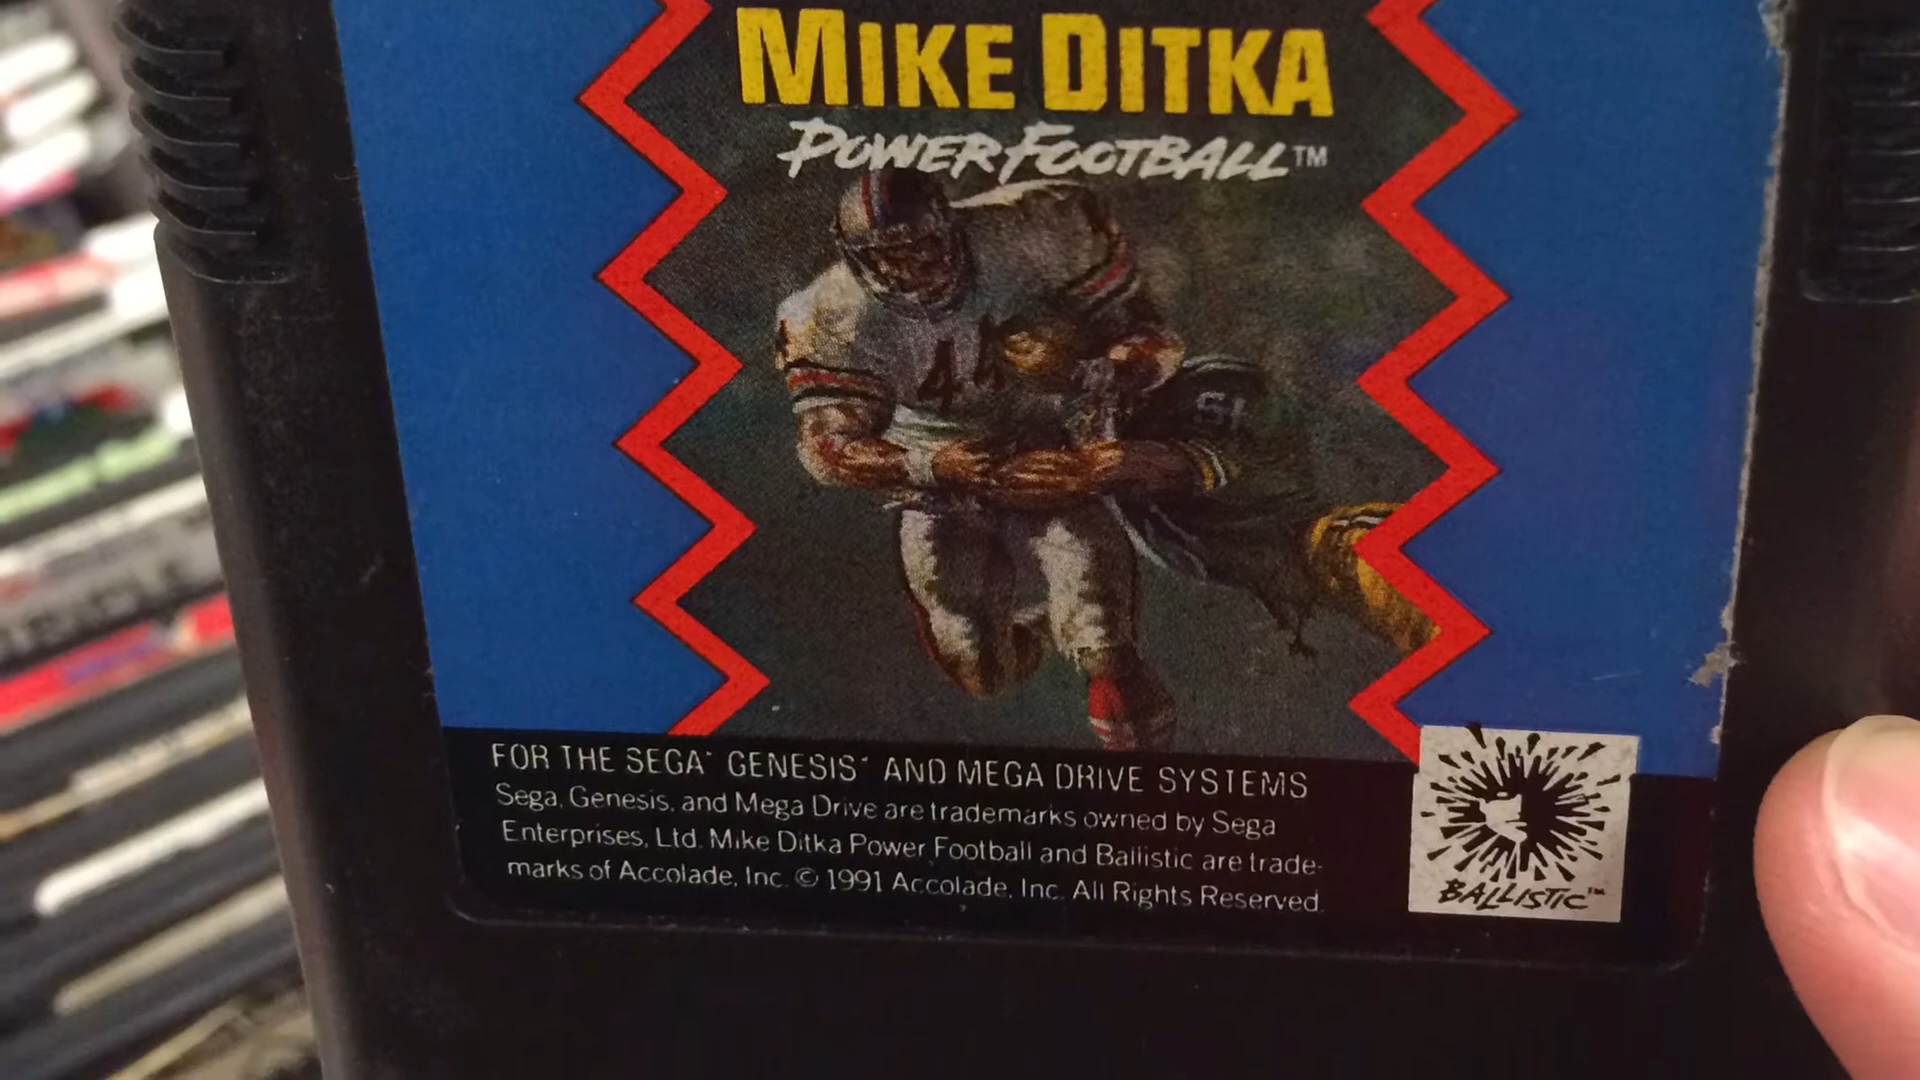 MIKE DITKA
POWER FOOTBALL™
44
51
FOR THE SEGA® GENESIS® AND MEGA DRIVE SYSTEMS
Sega, Genesis, and Mega Drive are trademarks owned by Sega
Enterprises, Ltd. Mike Ditka Power Football and Ballistic are trade-
marks of Accolade, Inc. © 1991 Accolade, Inc. All Rights Reserved.
BALLISTIC™